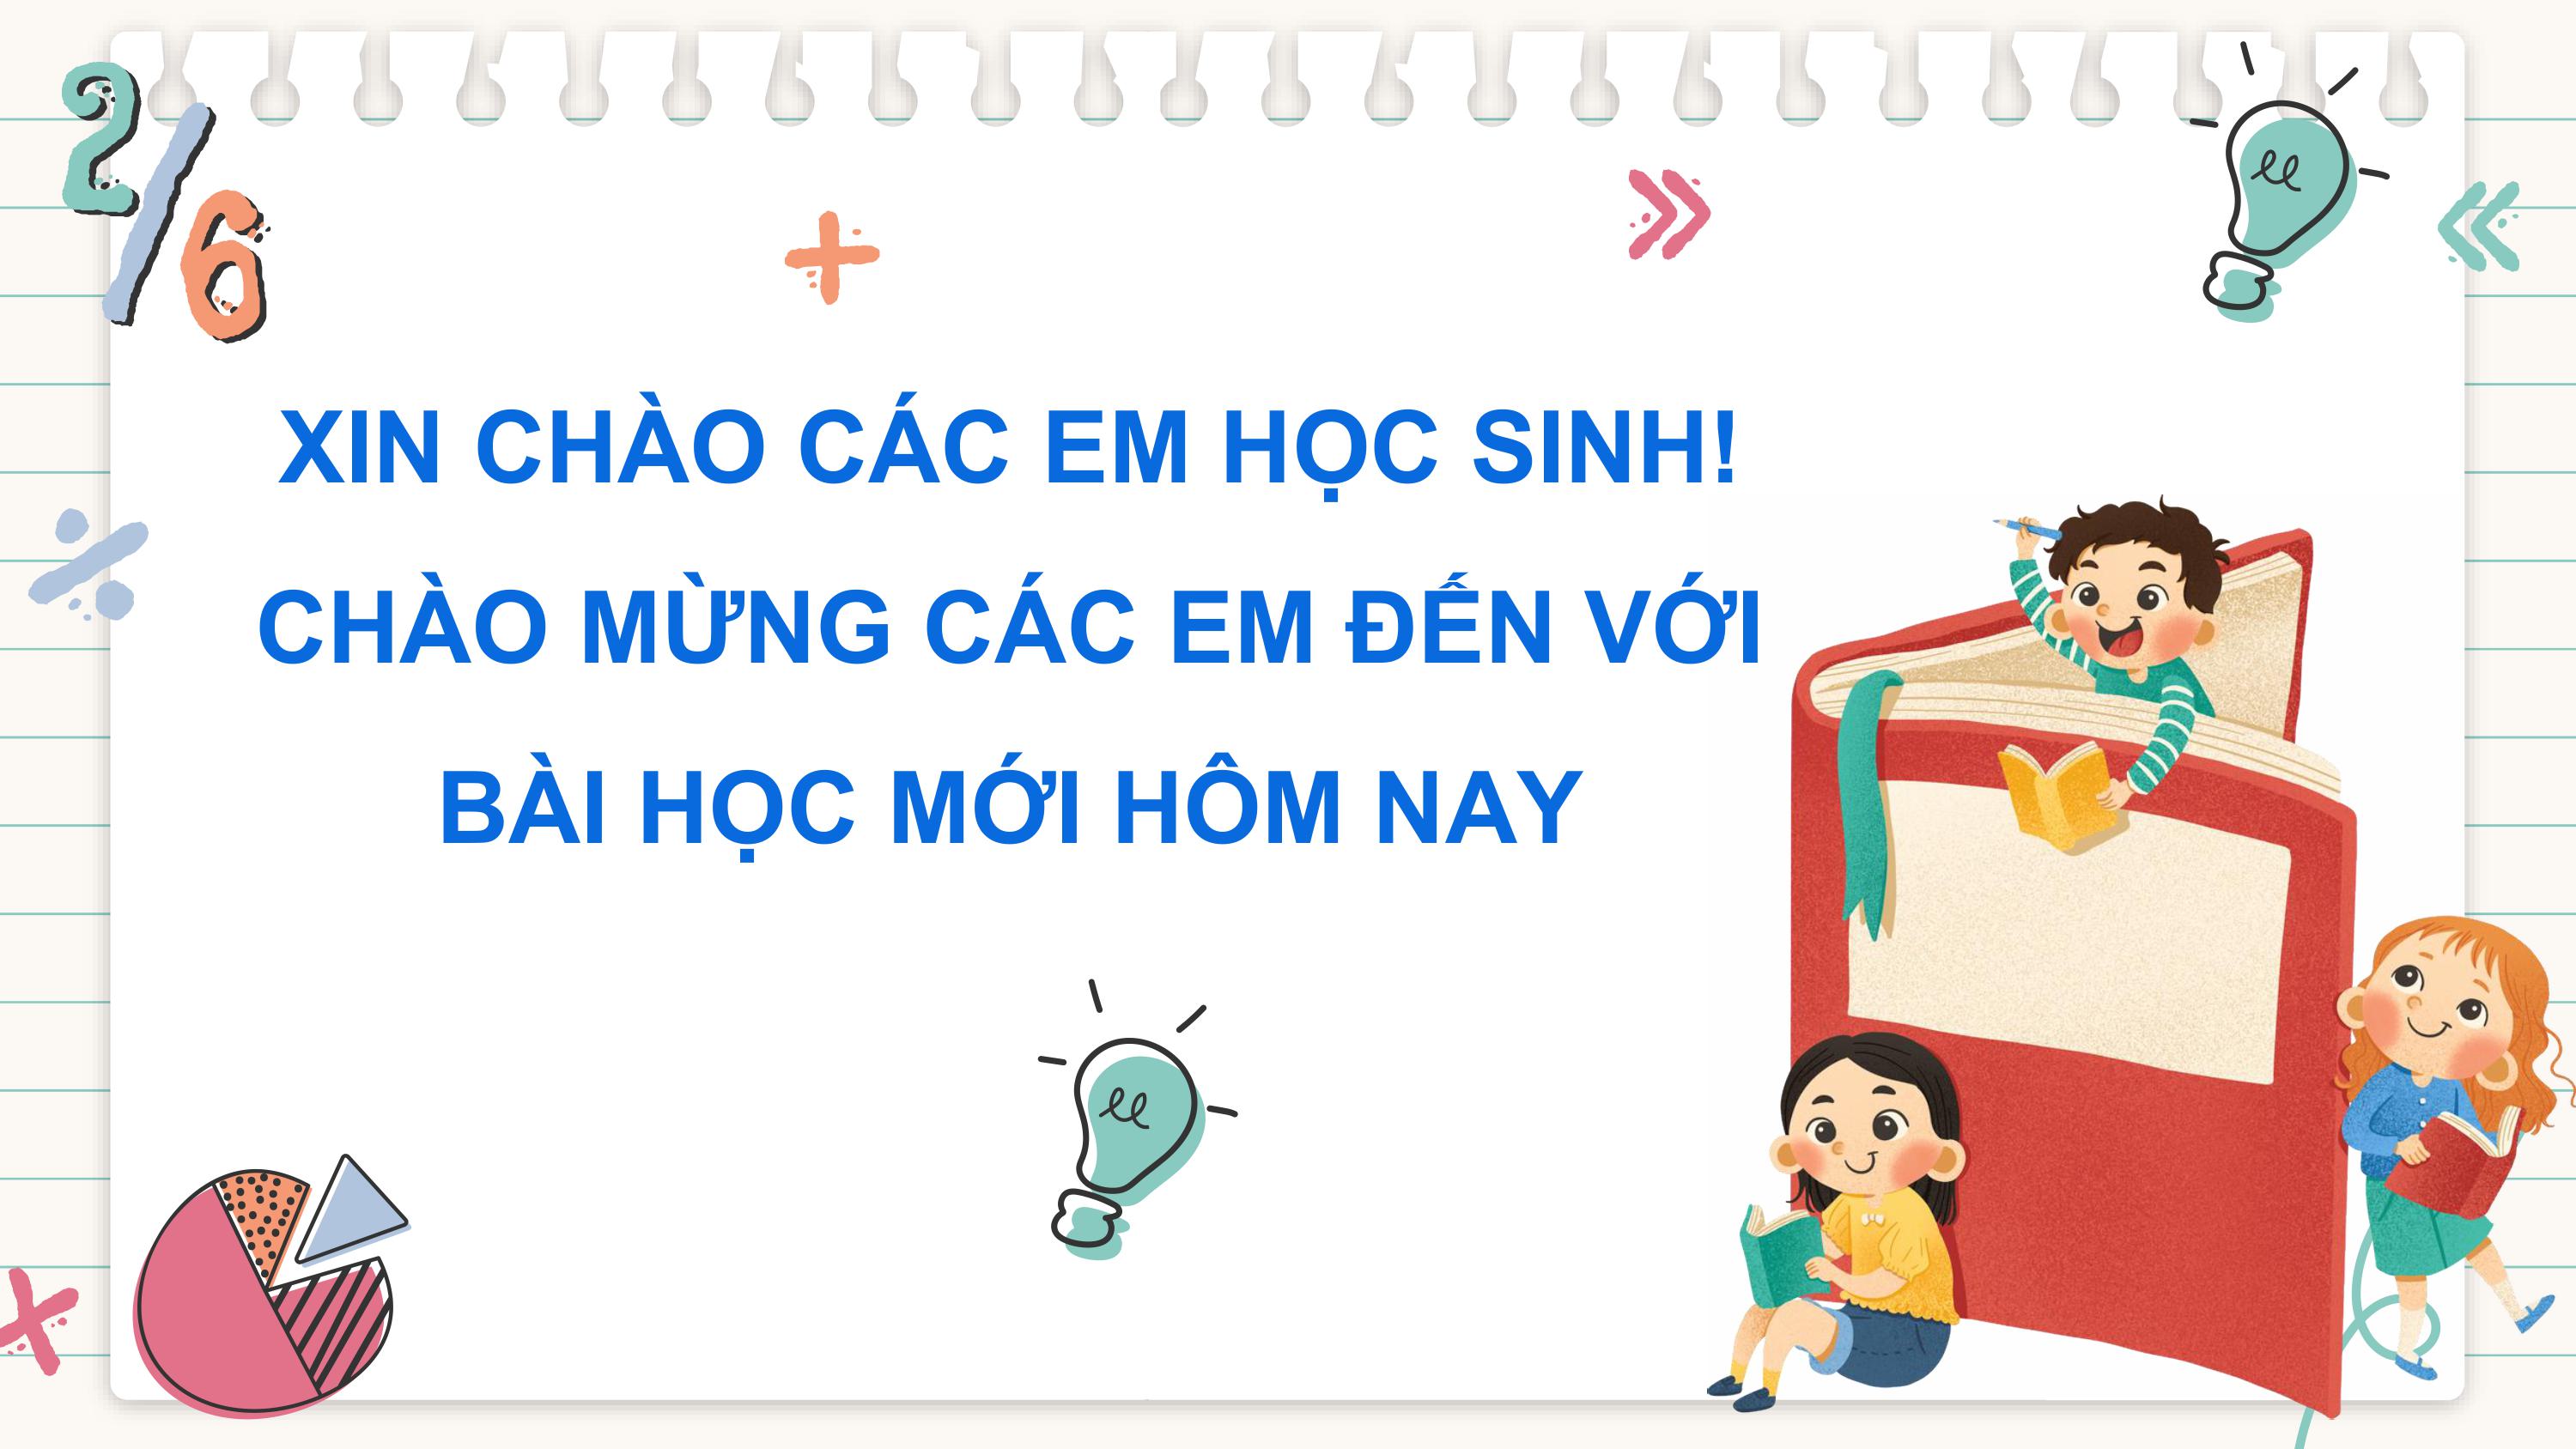 2/6
XIN CHÀO CÁC EM HỌC SINH!
CHÀO MỪNG CÁC EM ĐẾN VỚI
BÀI HỌC MỚI HÔM NAY